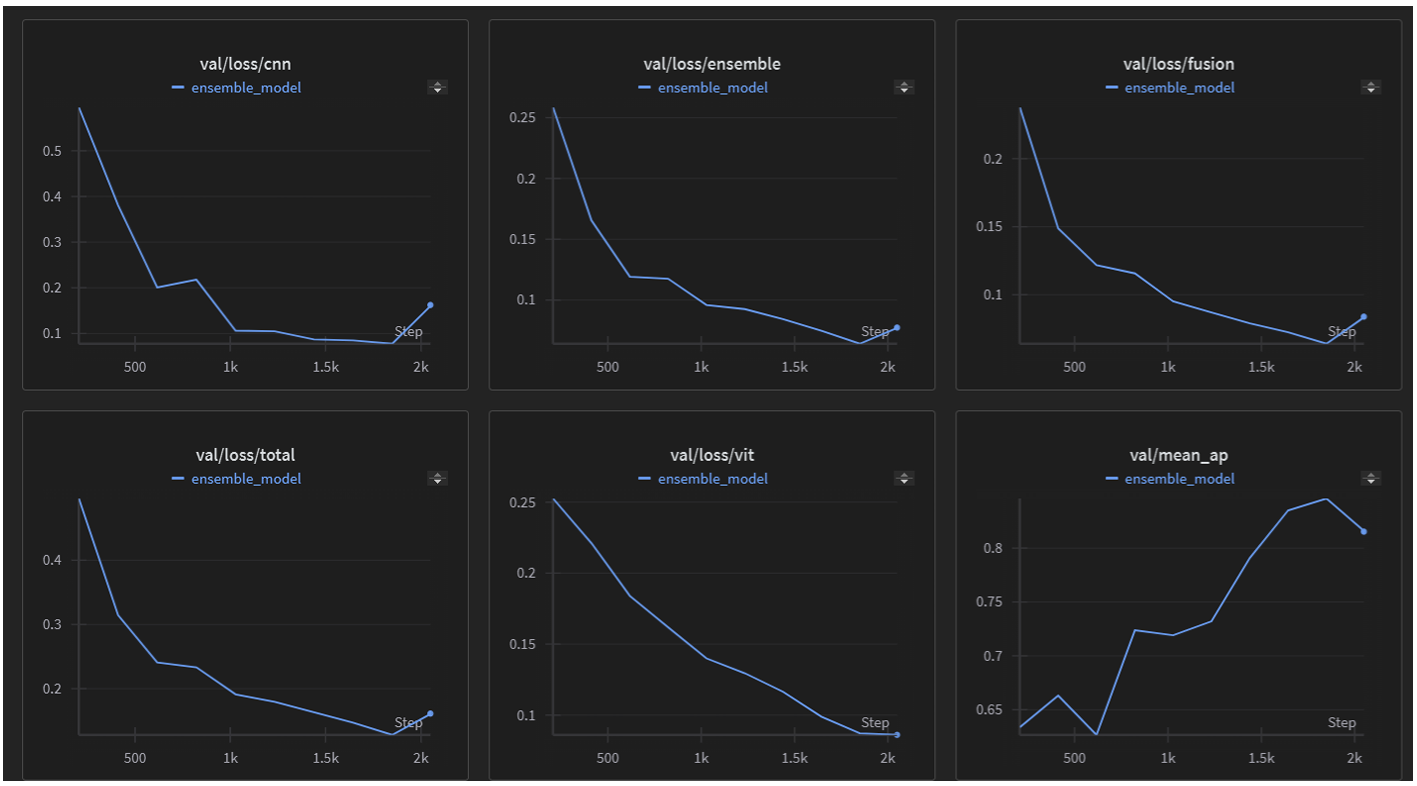 val/loss/cnn
ensemble_model
0.5
0.4
0.3
0.2
0.1
Step
500 1k 1.5k 2k
val/loss/ensemble
ensemble_model
0.25
0.2
0.15
0.1
Step
500 1k 1.5k 2k
val/loss/fusion
ensemble_model
0.2
0.15
0.1
Step
500 1k 1.5k 2k
val/loss/total
ensemble_model
0.4
0.3
0.2
Step
500 1k 1.5k 2k
val/loss/vit
ensemble_model
0.25
0.2
0.15
0.1
Step
500 1k 1.5k 2k
val/mean_ap
ensemble_model
0.8
0.75
0.7
0.65
Step
500 1k 1.5k 2k